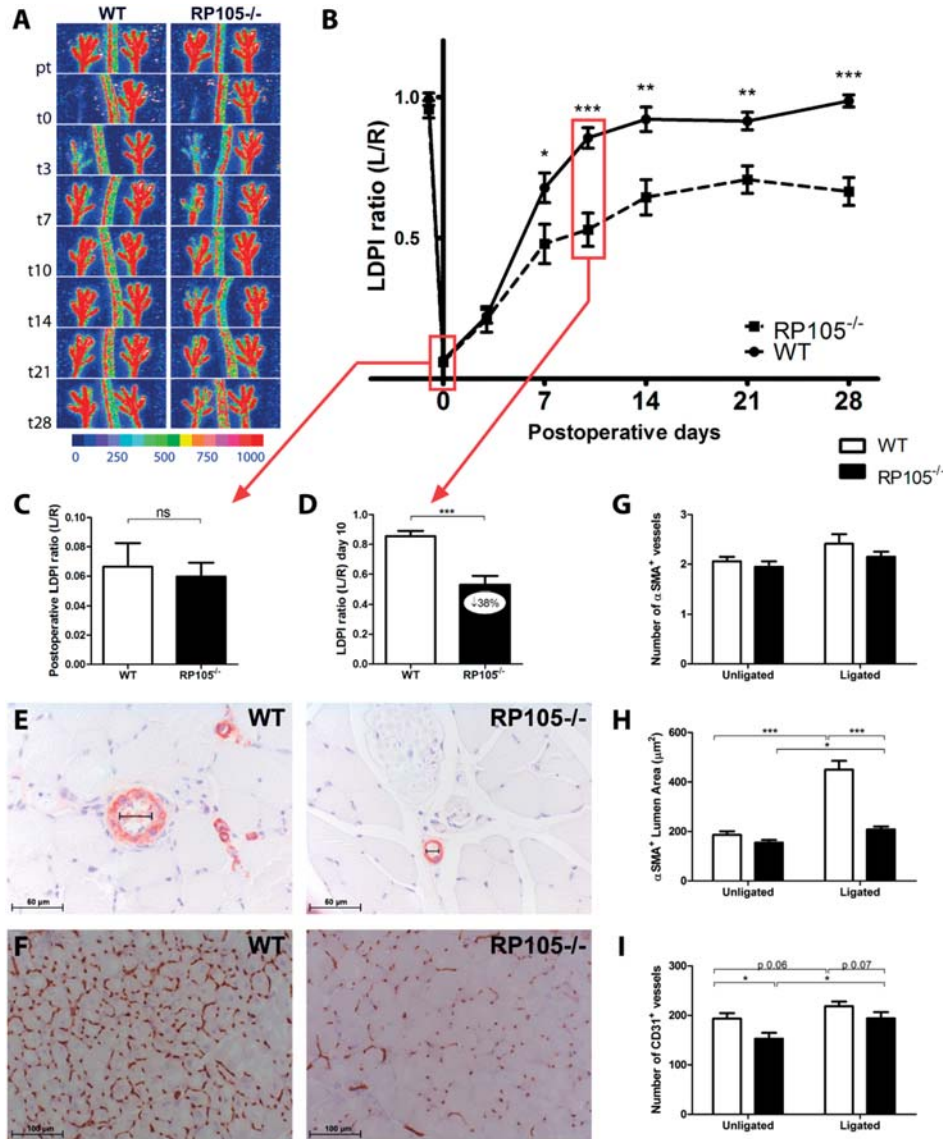 A
WT RP105-/-
pt
t0
t3
t7
t10
t14
t21
t28
0 250 500 750 1000
B
LDPI ratio (L/R)
1.0
0.5
*
***
**
**
***
RP105-/-
WT
0 7 14 21 28
Postoperative days
WT
RP105-/-
C
Postoperative LDPI ratio (L/R)
0.10
0.08
0.06
0.04
0.02
0.00
ns
WT RP105-/-
D
LDPI ratio (L/R) day 10
1.0
0.8
0.6
0.4
0.2
0.0
***
↓38%
WT RP105-/-
E
WT
50 µm
RP105-/-
50 µm
F
WT
100 µm
RP105-/-
100 µm
G
Number of αSMA+ vessels
3
2
1
0
Unligated Ligated
H
αSMA+ Lumen Area (µm2)
600
400
200
0
*** ***
*
Unligated Ligated
I
Number of CD31+ vessels
300
200
100
0
p 0.06 p 0.07
* *
Unligated Ligated